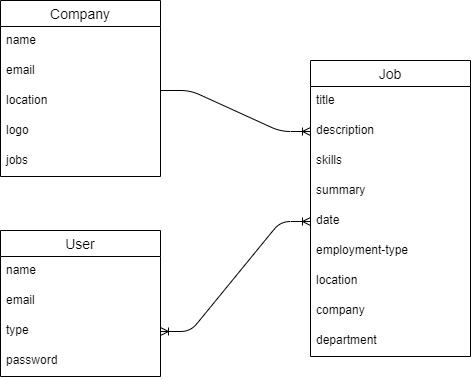 Company
name
email
location
logo
jobs
Job
title
description
skills
summary
date
employment-type
location
company
department
User
name
email
type
password